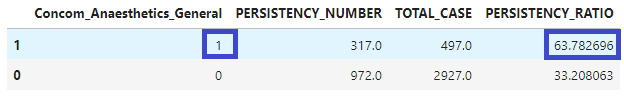 Concom_Anaesthetics_General PERSISTENCY_NUMBER TOTAL_CASE PERSISTENCY_RATIO
1 1 317.0 497.0 63.782696
0 0 972.0 2927.0 33.208063